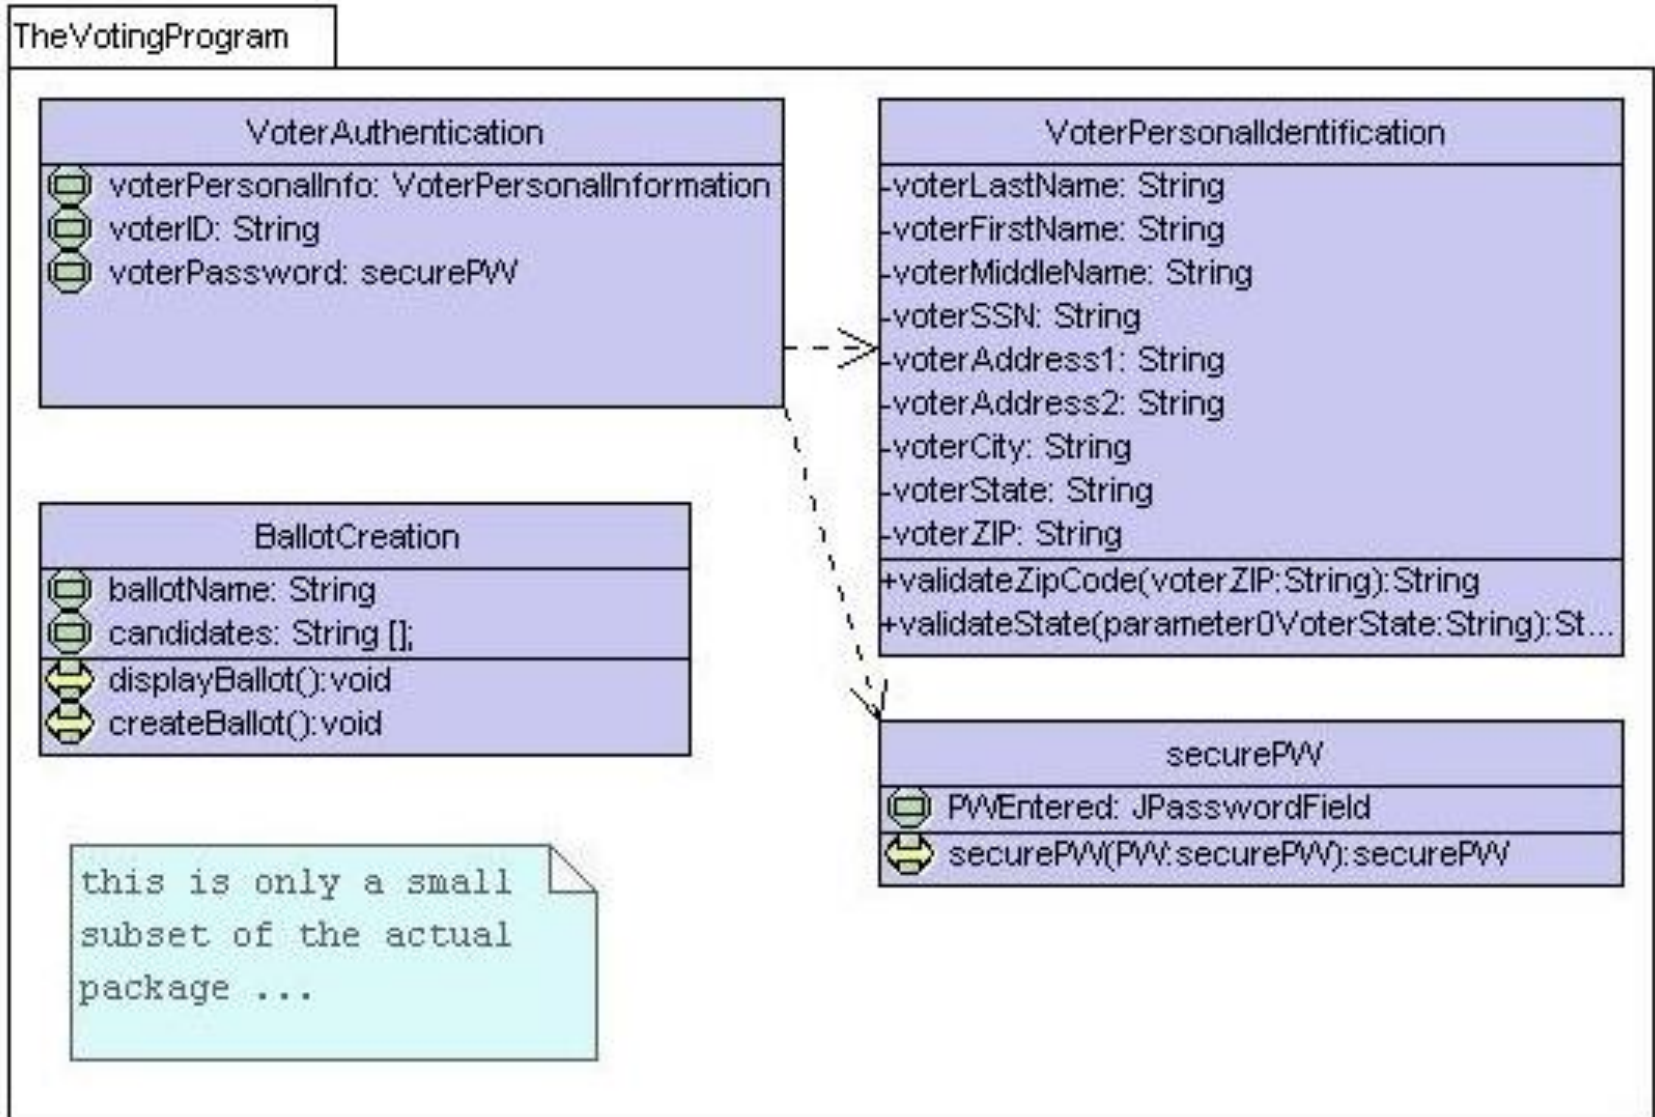 TheVotingProgram
VoterAuthentication
voterPersonalInfo: VoterPersonalInformation
voterID: String
voterPassword: securePW
VoterPersonalIdentification
-voterLastName: String
-voterFirstName: String
-voterMiddleName: String
-voterSSN: String
-voterAddress1: String
-voterAddress2: String
-voterCity: String
-voterState: String
-voterZIP: String
+validateZipCode(voterZIP:String):String
+validateState(parameter0VoterState:String):St...
BallotCreation
ballotName: String
candidates: String [];
displayBallot():void
createBallot():void
securePW
PWEntered: JPasswordField
securePW(PW:securePW):securePW
this is only a small
subset of the actual
package ...